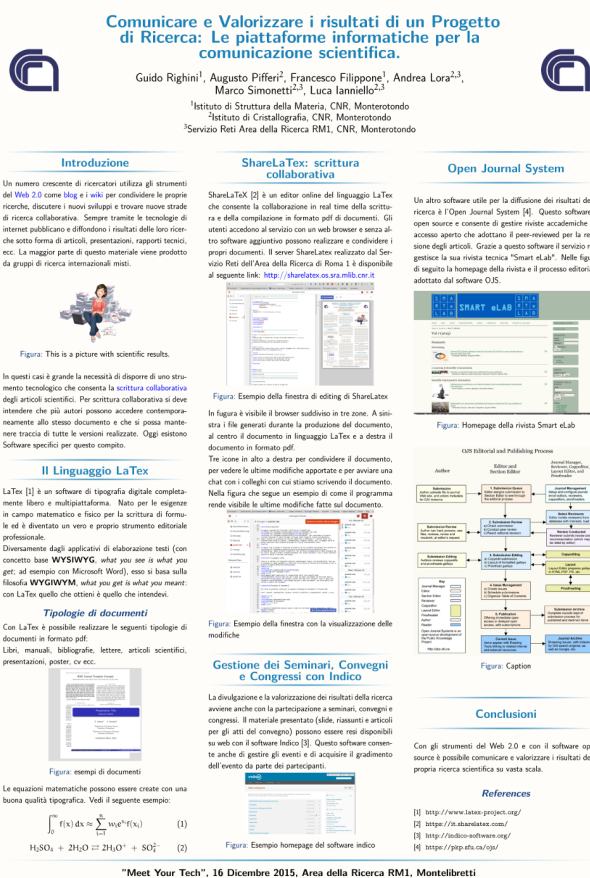 Comunicare e Valorizzare i risultati di un Progetto
di Ricerca: Le piattaforme informatiche per la
comunicazione scientifica.
Guido Righini1, Augusto Pifferi2, Francesco Filippone1, Andrea Lora2,3,
Marco Simonetti2,3, Luca Ianniello2,3
1Istituto di Struttura della Materia, CNR, Monterotondo
2Istituto di Cristallografia, CNR, Monterotondo
3Servizio Reti Area della Ricerca RM1, CNR, Monterotondo
Introduzione
Un numero crescente di ricercatori utilizza gli strumenti
del Web 2.0 come blog e i wiki per condividere le proprie
ricerche, discutere i nuovi sviluppi e trovare nuove strade
di ricerca collaborativa. Sempre tramite le tecnologie di
internet pubblicano e diffondono i risultati delle loro ricer-
che sotto forma di articoli, presentazioni, rapporti tecnici,
ecc. La maggior parte di questo materiale viene prodotto
da gruppi di ricerca internazionali misti.
Figura: This is a picture with scientific results.
In questi casi è grande la necessità di disporre di uno stru-
mento tecnologico che consenta la scrittura collaborativa
degli articoli scientifici. Per scrittura collaborativa si deve
intendere che più autori possono accedere contempora-
neamente allo stesso documento e che si possa mante-
nere traccia di tutte le versioni realizzate. Oggi esistono
Software specifici per questo compito.
Il Linguaggio LaTex
LaTex [1] è un software di tipografia digitale completa-
mente libero e multipiattaforma. Nato per le esigenze
in campo matematico e fisico per la scrittura di formu-
le ed è diventato un vero e proprio strumento editoriale
professionale.
Diversamente dagli applicativi di elaborazione testi (con
concetto base WYSIWYG, what you see is what you
get; ad esempio con Microsoft Word), esso si basa sulla
filosofia WYGIWYM, what you get is what you meant:
con LaTex quello che ottieni è quello che intendevi.
Tipologie di documenti
Con LaTex è possibile realizzare le seguenti tipologie di
documenti in formato pdf:
Libri, manuali, bibliografie, lettere, articoli scientifici,
presentazioni, poster, cv ecc.
Figura: esempi di documenti
Le equazioni matematiche possono essere create con una
buona qualità tipografica. Vedi il seguente esempio:
∫0^∞ f(x) dx ≈ ∑i=1^n wi e^xi f(xi) (1)
H2SO4 + 2H2O ⇄ 2H3O+ + SO4^2− (2)
ShareLaTex: scrittura
collaborativa
ShareLaTeX [2] è un editor online del linguaggio LaTex
che consente la collaborazione in real time della scrittu-
ra e della compilazione in formato pdf di documenti. Gli
utenti accedono al servizio con un web browser e senza al-
tro software aggiuntivo possono realizzare e condividere i
propri documenti. Il server ShareLatex realizzato dal Ser-
vizio Reti dell'Area della Ricerca di Roma 1 è disponibile
al seguente link: http://sharelatex.os.sra.mlib.cnr.it
Figura: Esempio della finestra di editing di ShareLatex
In fugura è visibile il browser suddiviso in tre zone. A sini-
stra i file generati durante la produzione del documento,
al centro il documento in linguaggio LaTex e a destra il
documento in formato pdf.
Tre icone in alto a destra per condividere il documento,
per vedere le ultime modifiche apportate e per avviare una
chat con i colleghi con cui stiamo scrivendo il documento.
Nella figura che segue un esempio di come il programma
rende visibile le ultime modifiche fatte sul documento.
Figura: Esempio della finestra con la visualizzazione delle
modifiche
Gestione dei Seminari, Convegni
e Congressi con Indico
La divulgazione e la valorizzazione dei risultati della ricerca
avviene anche con la partecipazione a seminari, convegni e
congressi. Il materiale presentato (slide, riassunti e articoli
per gli atti del convegno) possono essere resi disponibili
su web con il software Indico [3]. Questo software consen-
te anche di gestire gli eventi e di acquisire il gradimento
dell'evento da parte dei partecipanti.
Figura: Esempio homepage del software indico
Open Journal System
Un altro software utile per la diffusione dei risultati de
ricerca è l'Open Journal System [4]. Questo software
open source e consente di gestire riviste accademiche
accesso aperto che adottano il peer-reviewed per la re
sione degli articoli. Grazie a questo software il servizio r
gestisce la sua rivista tecnica "Smart eLab". Nelle figu
di seguito la homepage della rivista e il processo editori
adottato dal software OJS.
SMART eLAB
Figura: Homepage della rivista Smart eLab
OJS Editorial and Publishing Process
Author
Editor and
Section Editor
Journal Manager,
Reviewer, Copyeditor,
Layout Editor, and
Proofreader
Figura: Caption
Conclusioni
Con gli strumenti del Web 2.0 e con il software op
source è possibile comunicare e valorizzare i risultati de
propria ricerca scientifica su vasta scala.
References
[1] http://www.latex-project.org/
[2] https://it.sharelatex.com/
[3] http://indico-software.org/
[4] https://pkp.sfu.ca/ojs/
"Meet Your Tech", 16 Dicembre 2015, Area della Ricerca RM1, Montelibretti